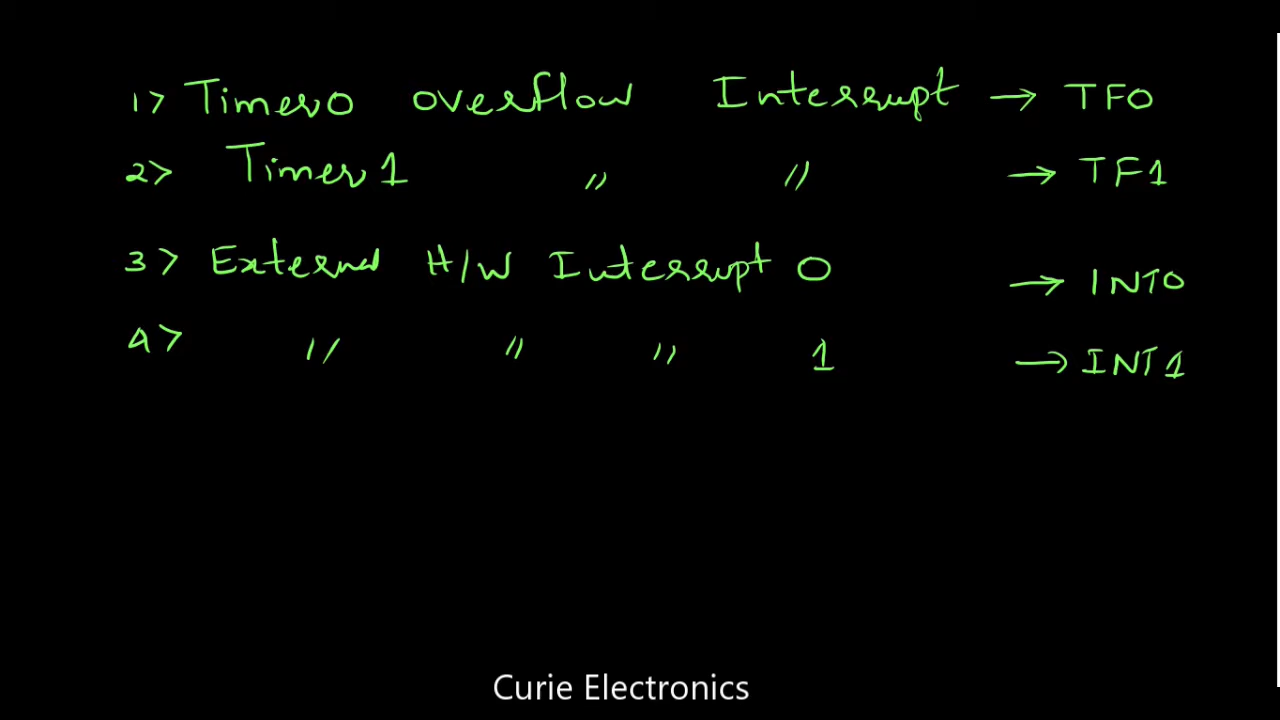 1> Timer0 overflow Interrupt → TF0
2> Timer1 " " → TF1
3> External H/W Interrupt 0 → INT0
4> " " " 1 → INT1
Curie Electronics